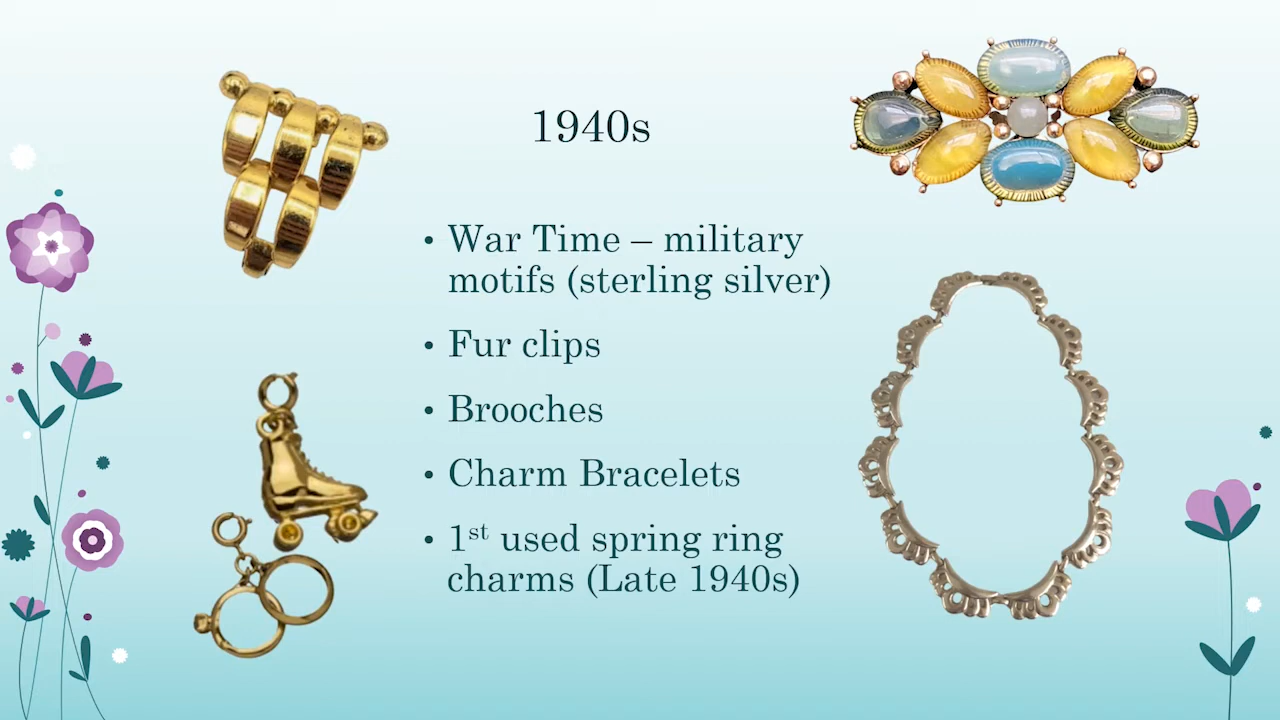 1940s
• War Time – military
motifs (sterling silver)
• Fur clips
• Brooches
• Charm Bracelets
• 1st used spring ring
charms (Late 1940s)